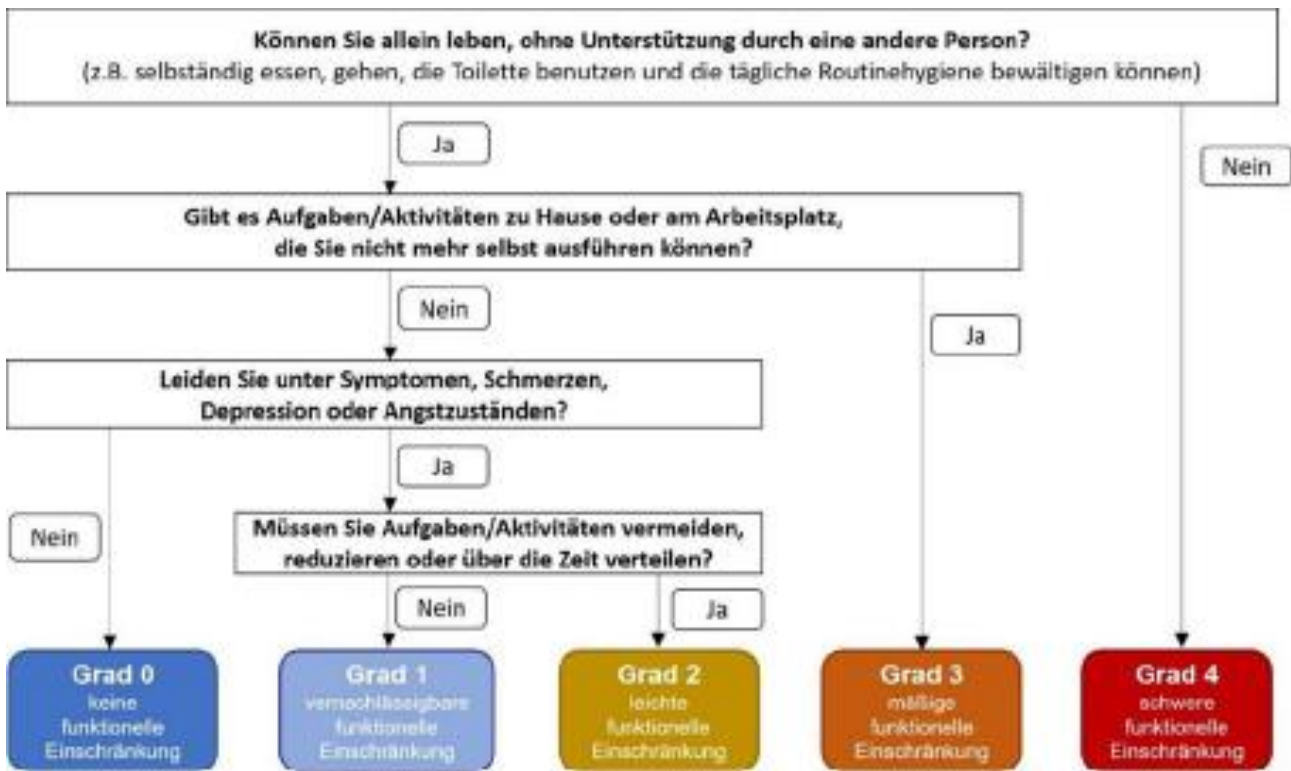 Können Sie allein leben, ohne Unterstützung durch eine andere Person?
(z.B. selbständig essen, gehen, die Toilette benutzen und die tägliche Routinehygiene bewältigen können)
Ja
Nein
Gibt es Aufgaben/Aktivitäten zu Hause oder am Arbeitsplatz,
die Sie nicht mehr selbst ausführen können?
Nein
Ja
Leiden Sie unter Symptomen, Schmerzen,
Depression oder Angstzuständen?
Ja
Nein
Müssen Sie Aufgaben/Aktivitäten vermeiden,
reduzieren oder über die Zeit verteilen?
Nein
Ja
Grad 0
keine
funktionelle
Einschränkung
Grad 1
vernachlässigbare
funktionelle
Einschränkung
Grad 2
leichte
funktionelle
Einschränkung
Grad 3
mäßige
funktionelle
Einschränkung
Grad 4
schwere
funktionelle
Einschränkung